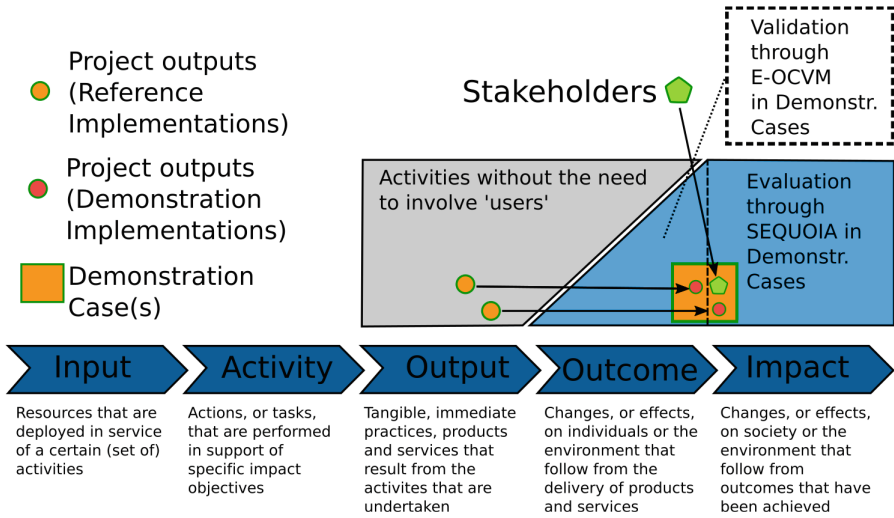 Project outputs
(Reference
Implementations)
Project outputs
(Demonstration
Implementations)
Demonstration
Case(s)
Stakeholders
Validation
through
E-OCVM
in Demonstr.
Cases
Activities without the need
to involve 'users'
Evaluation
through
SEQUOIA in
Demonstr.
Cases
Input
Activity
Output
Outcome
Impact
Resources that are
deployed in service
of a certain (set of)
activities
Actions, or tasks,
that are performed
in support of
specific impact
objectives
Tangible, immediate
practices, products
and services that
result from the
activites that are
undertaken
Changes, or effects,
on individuals or the
environment that
follow from the
delivery of products
and services
Changes, or effects,
on society or the
environment that
follow from
outcomes that have
been achieved